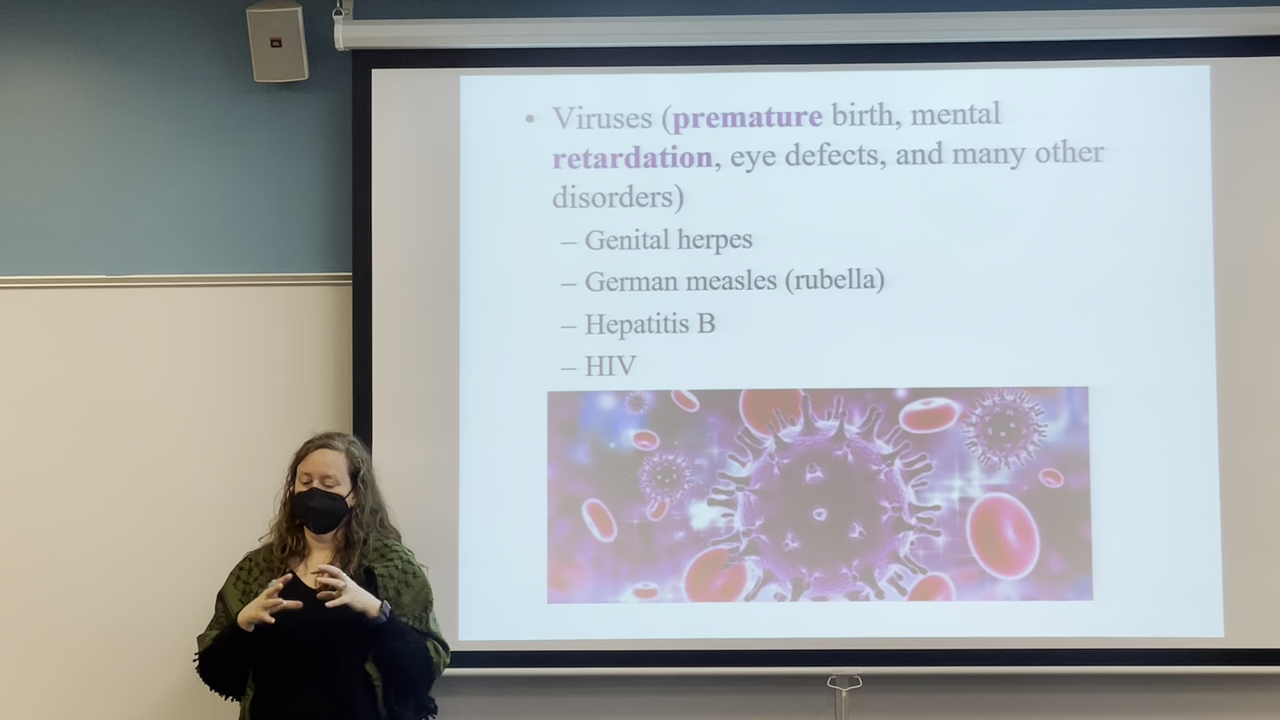 • Viruses (premature birth, mental
retardation, eye defects, and many other
disorders)
– Genital herpes
– German measles (rubella)
– Hepatitis B
– HIV